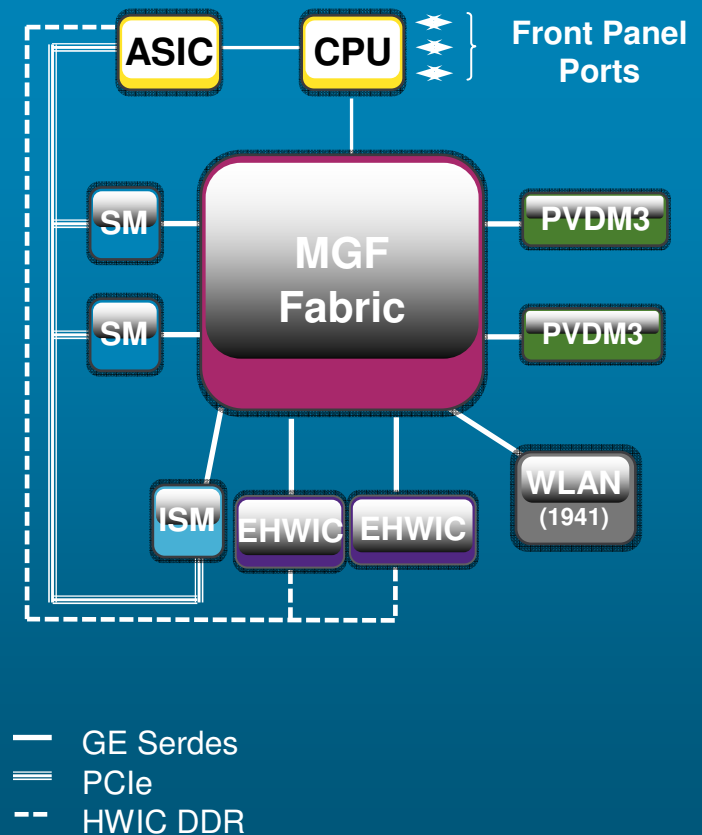 ASIC
CPU
Front Panel
Ports
SM
MGF
Fabric
PVDM3
SM
PVDM3
ISM
EHWIC
EHWIC
WLAN
(1941)
GE Serdes
PCIe
HWIC DDR